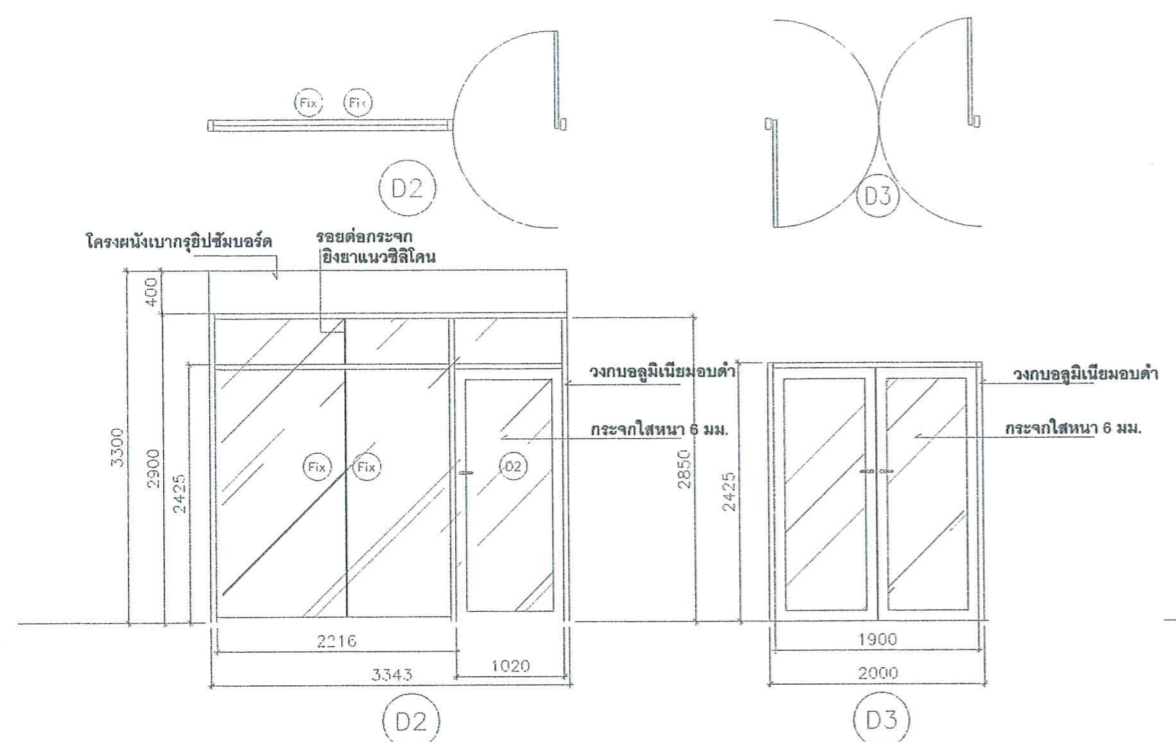 Fix
Fix
D2
D3
โครงผนังเบากรุยิปซัมบอร์ด
รอยต่อกระจก
ยิงยาแนวซิลิโคน
400
3300
2900
2425
2850
2425
วงกบอลูมิเนียมอบดำ
กระจกใสหนา 6 มม.
วงกบอลูมิเนียมอบดำ
กระจกใสหนา 6 มม.
Fix
Fix
D2
2216
1020
3343
1900
2000
D2
D3